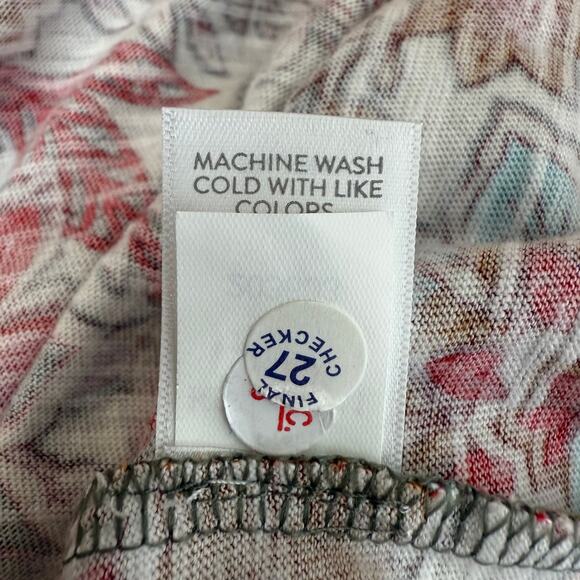 MACHINE WASH
COLD WITH LIKE
COLORS
FINAL
CHECKER
27